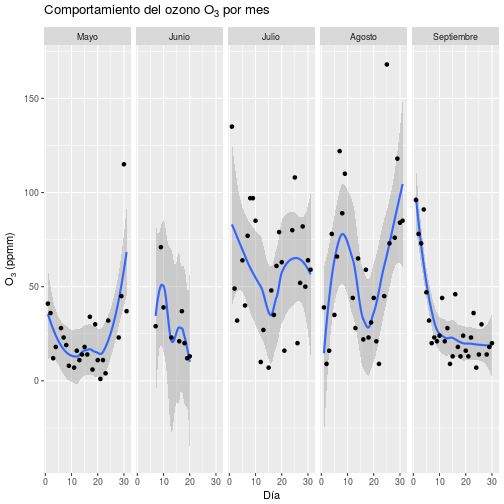 Comportamiento del ozono O₃ por mes
Mayo Junio Julio Agosto Septiembre
O₃ (ppmm)
150
100
50
0
0 10 20 30 0 10 20 30 0 10 20 30 0 10 20 30 0 10 20 30
Día